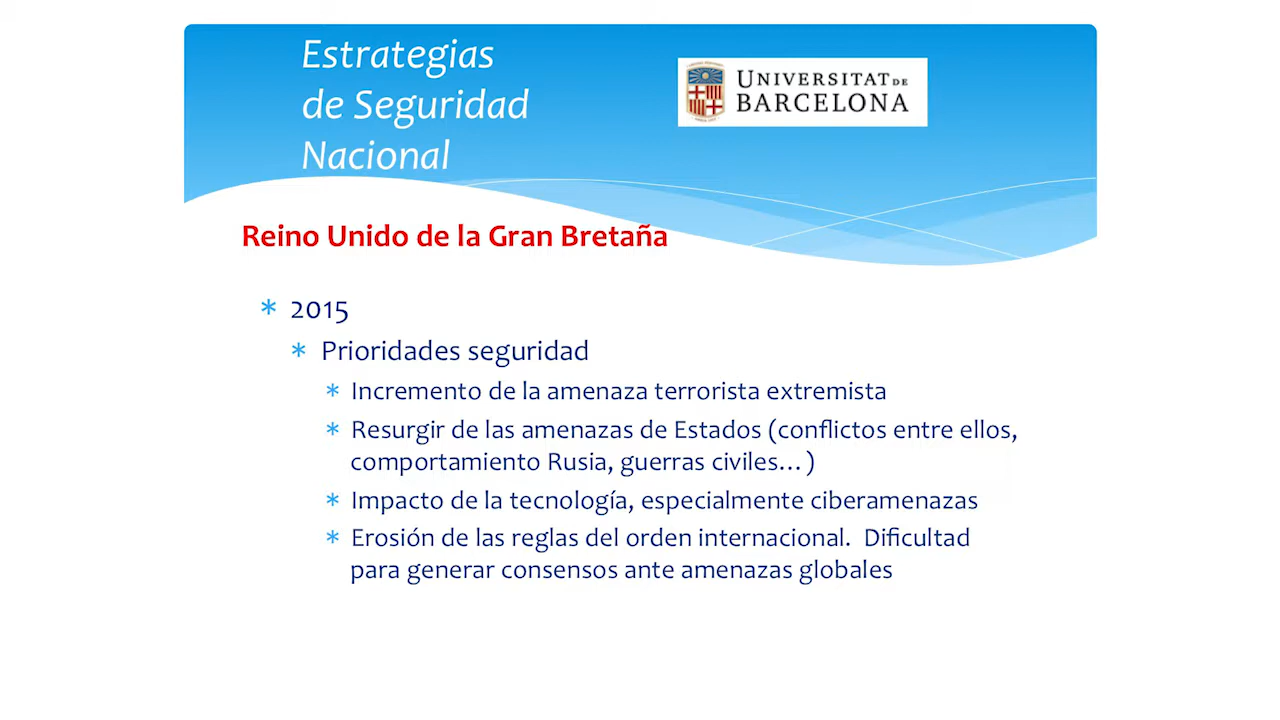 Estrategias
de Seguridad
Nacional
UNIVERSITAT DE
BARCELONA
Reino Unido de la Gran Bretaña
* 2015
* Prioridades seguridad
* Incremento de la amenaza terrorista extremista
* Resurgir de las amenazas de Estados (conflictos entre ellos,
comportamiento Rusia, guerras civiles…)
* Impacto de la tecnología, especialmente ciberamenazas
* Erosión de las reglas del orden internacional.  Dificultad
para generar consensos ante amenazas globales